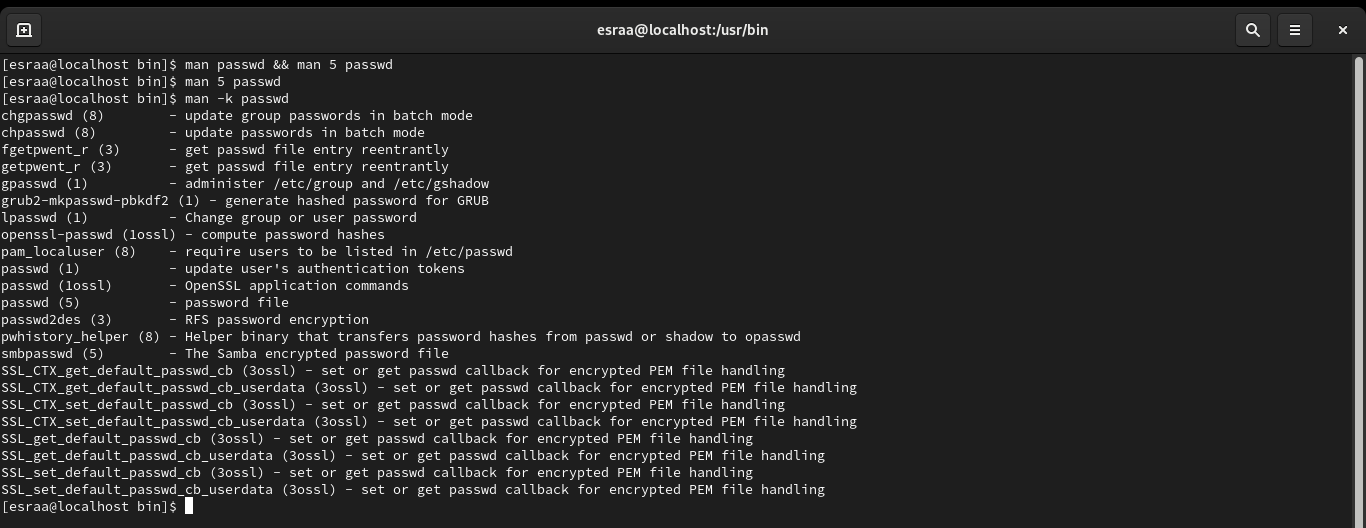 esraa@localhost:/usr/bin
[esraa@localhost bin]$ man passwd && man 5 passwd
[esraa@localhost bin]$ man 5 passwd
[esraa@localhost bin]$ man -k passwd
chgpasswd (8)        - update group passwords in batch mode
chpasswd (8)         - update passwords in batch mode
fgetpwent_r (3)      - get passwd file entry reentrantly
getpwent_r (3)       - get passwd file entry reentrantly
gpasswd (1)          - administer /etc/group and /etc/gshadow
grub2-mkpasswd-pbkdf2 (1) - generate hashed password for GRUB
lpasswd (1)          - Change group or user password
openssl-passwd (1ossl) - compute password hashes
pam_localuser (8)    - require users to be listed in /etc/passwd
passwd (1)           - update user's authentication tokens
passwd (1ossl)       - OpenSSL application commands
passwd (5)           - password file
passwd2des (3)       - RFS password encryption
pwhistory_helper (8) - Helper binary that transfers password hashes from passwd or shadow to opasswd
smbpasswd (5)        - The Samba encrypted password file
SSL_CTX_get_default_passwd_cb (3ossl) - set or get passwd callback for encrypted PEM file handling
SSL_CTX_get_default_passwd_cb_userdata (3ossl) - set or get passwd callback for encrypted PEM file handling
SSL_CTX_set_default_passwd_cb (3ossl) - set or get passwd callback for encrypted PEM file handling
SSL_CTX_set_default_passwd_cb_userdata (3ossl) - set or get passwd callback for encrypted PEM file handling
SSL_get_default_passwd_cb (3ossl) - set or get passwd callback for encrypted PEM file handling
SSL_get_default_passwd_cb_userdata (3ossl) - set or get passwd callback for encrypted PEM file handling
SSL_set_default_passwd_cb (3ossl) - set or get passwd callback for encrypted PEM file handling
SSL_set_default_passwd_cb_userdata (3ossl) - set or get passwd callback for encrypted PEM file handling
[esraa@localhost bin]$